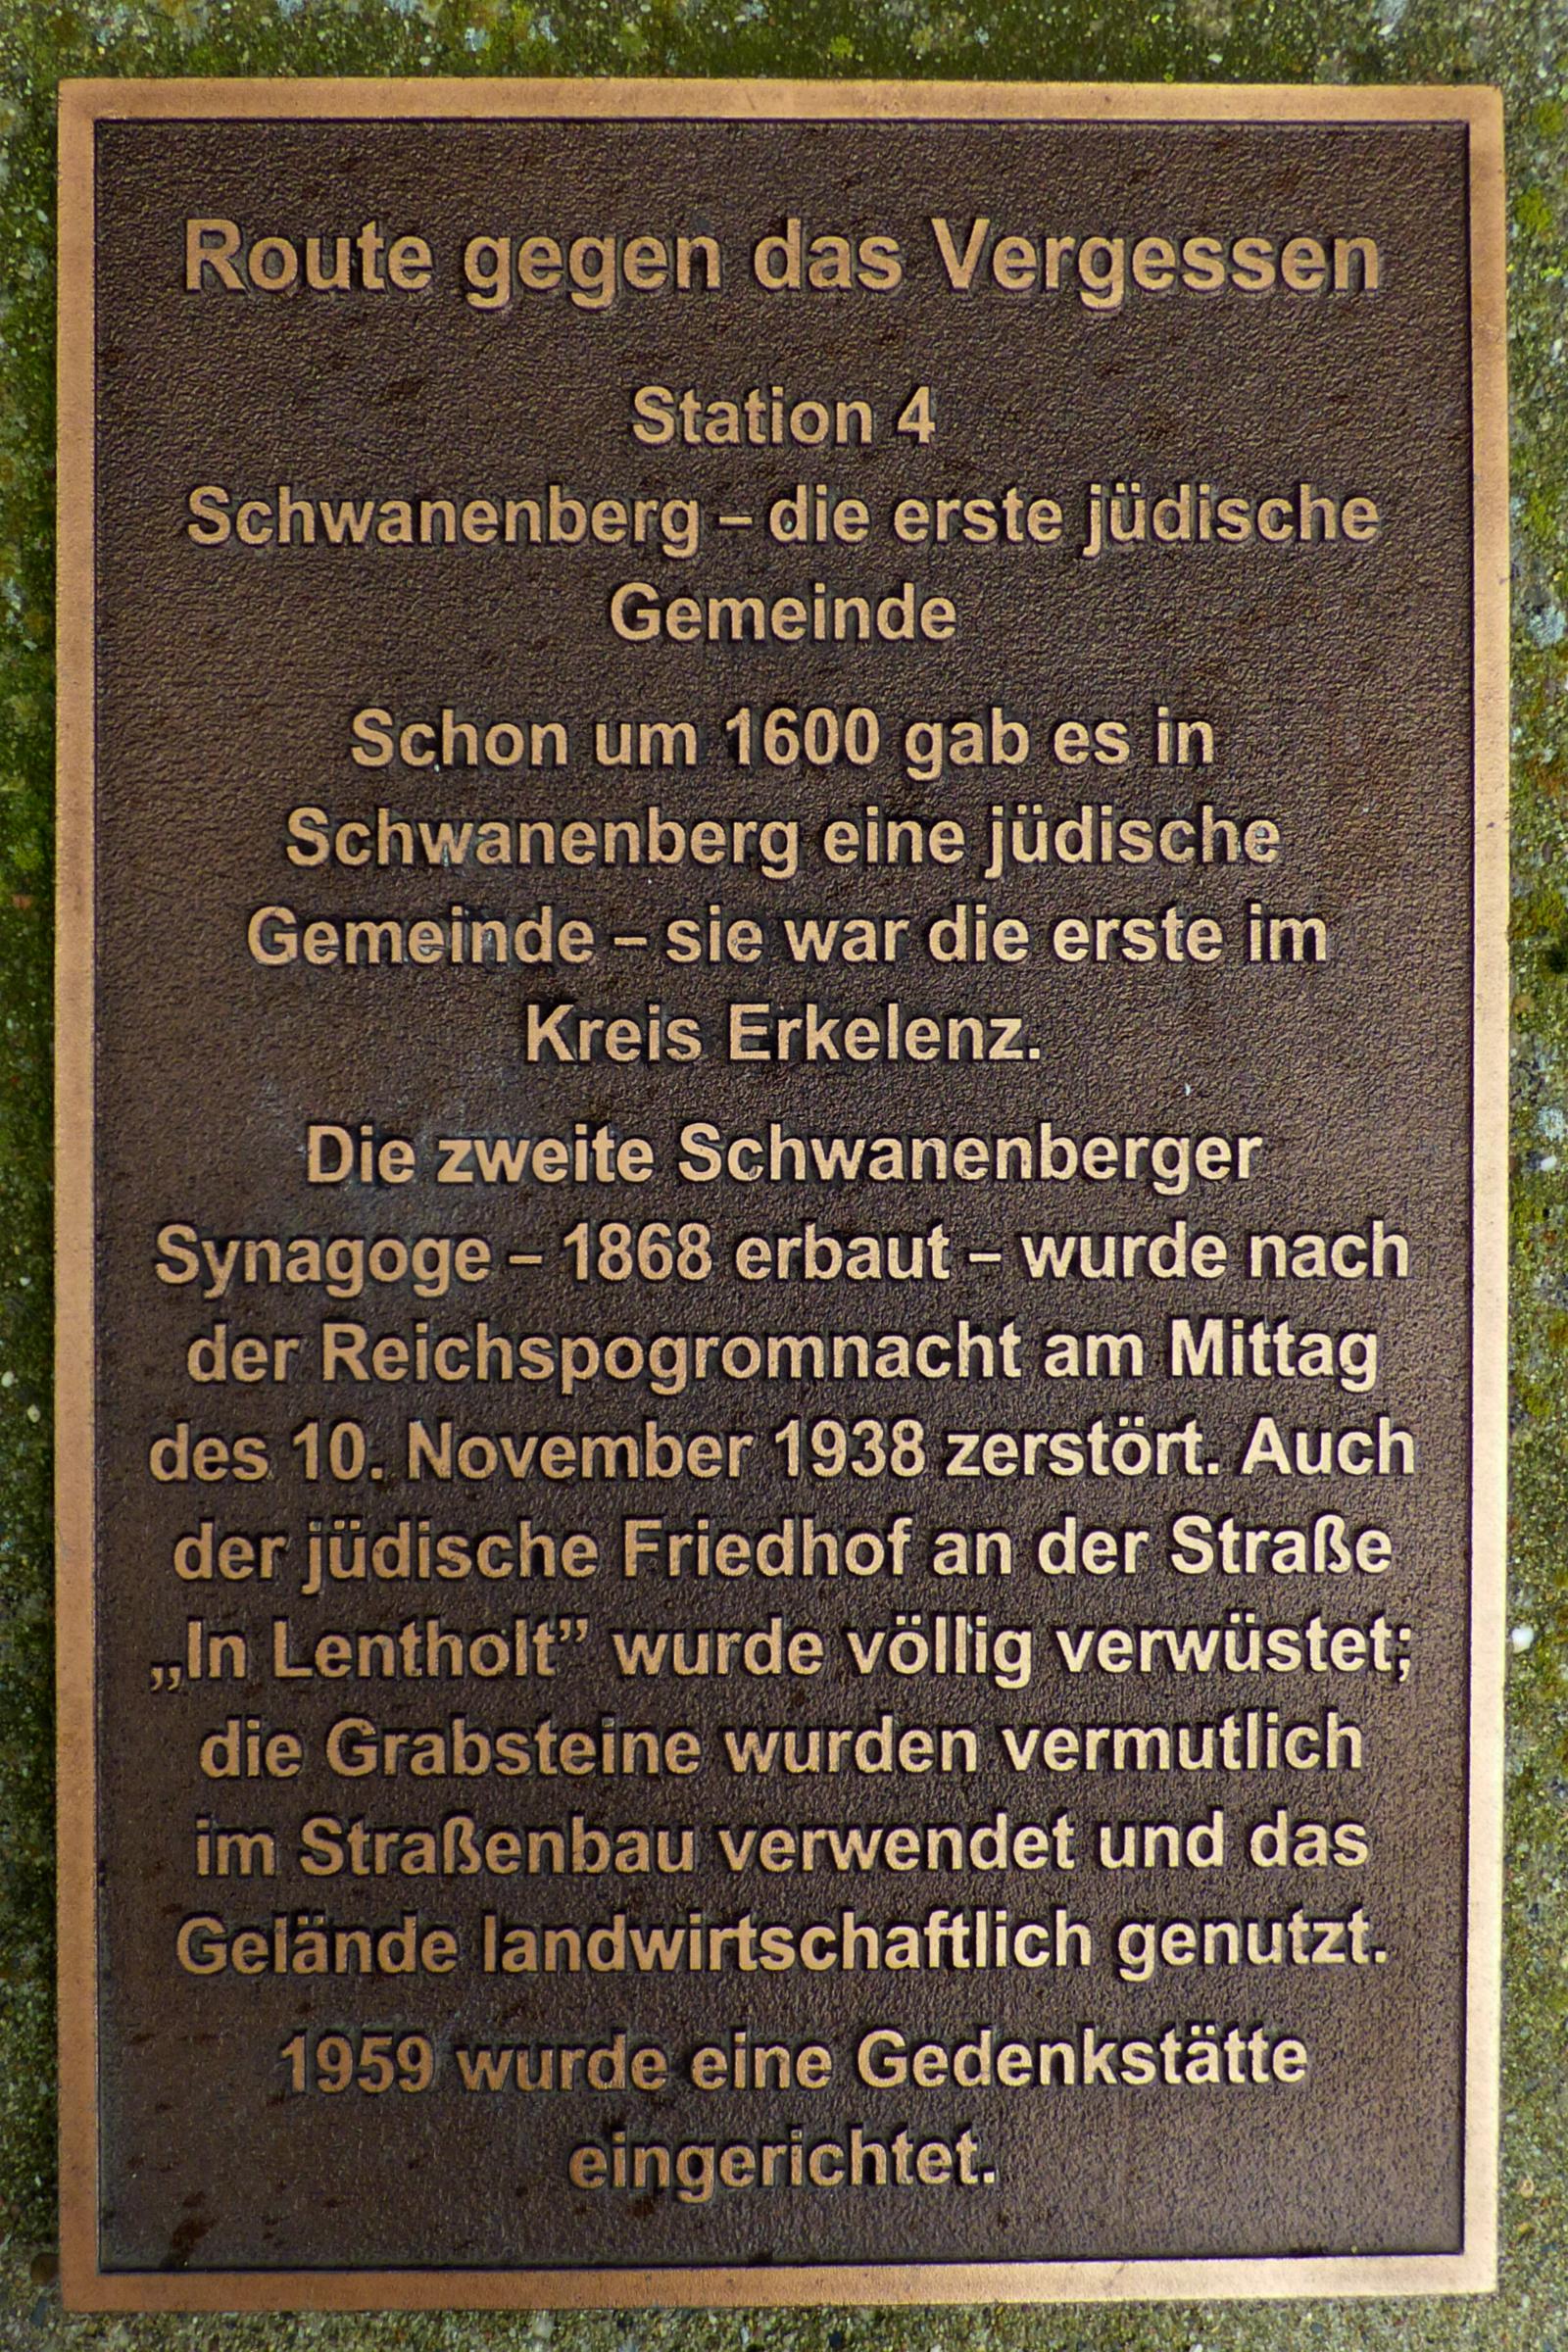 Route gegen das Vergessen
Station 4
Schwanenberg – die erste jüdische
Gemeinde
Schon um 1600 gab es in
Schwanenberg eine jüdische
Gemeinde – sie war die erste im
Kreis Erkelenz.
Die zweite Schwanenberger
Synagoge – 1868 erbaut – wurde nach
der Reichspogromnacht am Mittag
des 10. November 1938 zerstört. Auch
der jüdische Friedhof an der Straße
„In Lentholt” wurde völlig verwüstet;
die Grabsteine wurden vermutlich
im Straßenbau verwendet und das
Gelände landwirtschaftlich genutzt.
1959 wurde eine Gedenkstätte
eingerichtet.